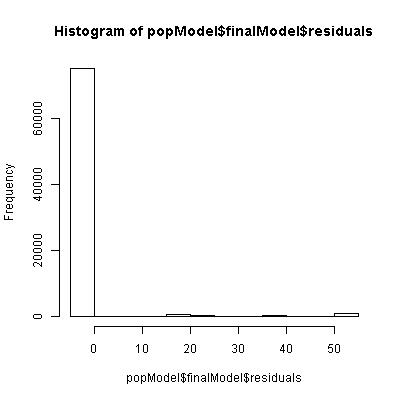 Histogram of popModel$finalModel$residuals
Frequency
60000
40000
20000
0
0 10 20 30 40 50
popModel$finalModel$residuals